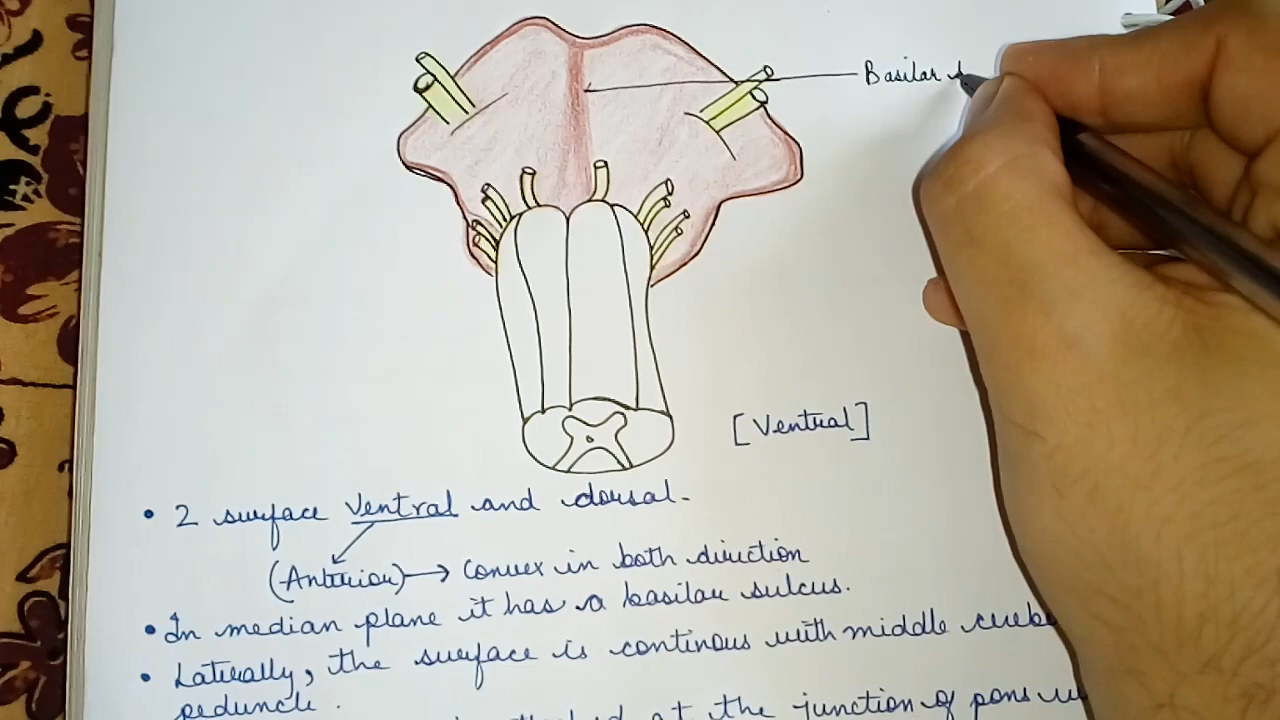 Basilar s
[Ventral]
• 2 surface Ventral and dorsal.
(Anterior) → Convex in both direction
• In median plane it has a basilar sulcus.
• Laterally, the surface is continous with middle
peduncle.
at the junction of pons